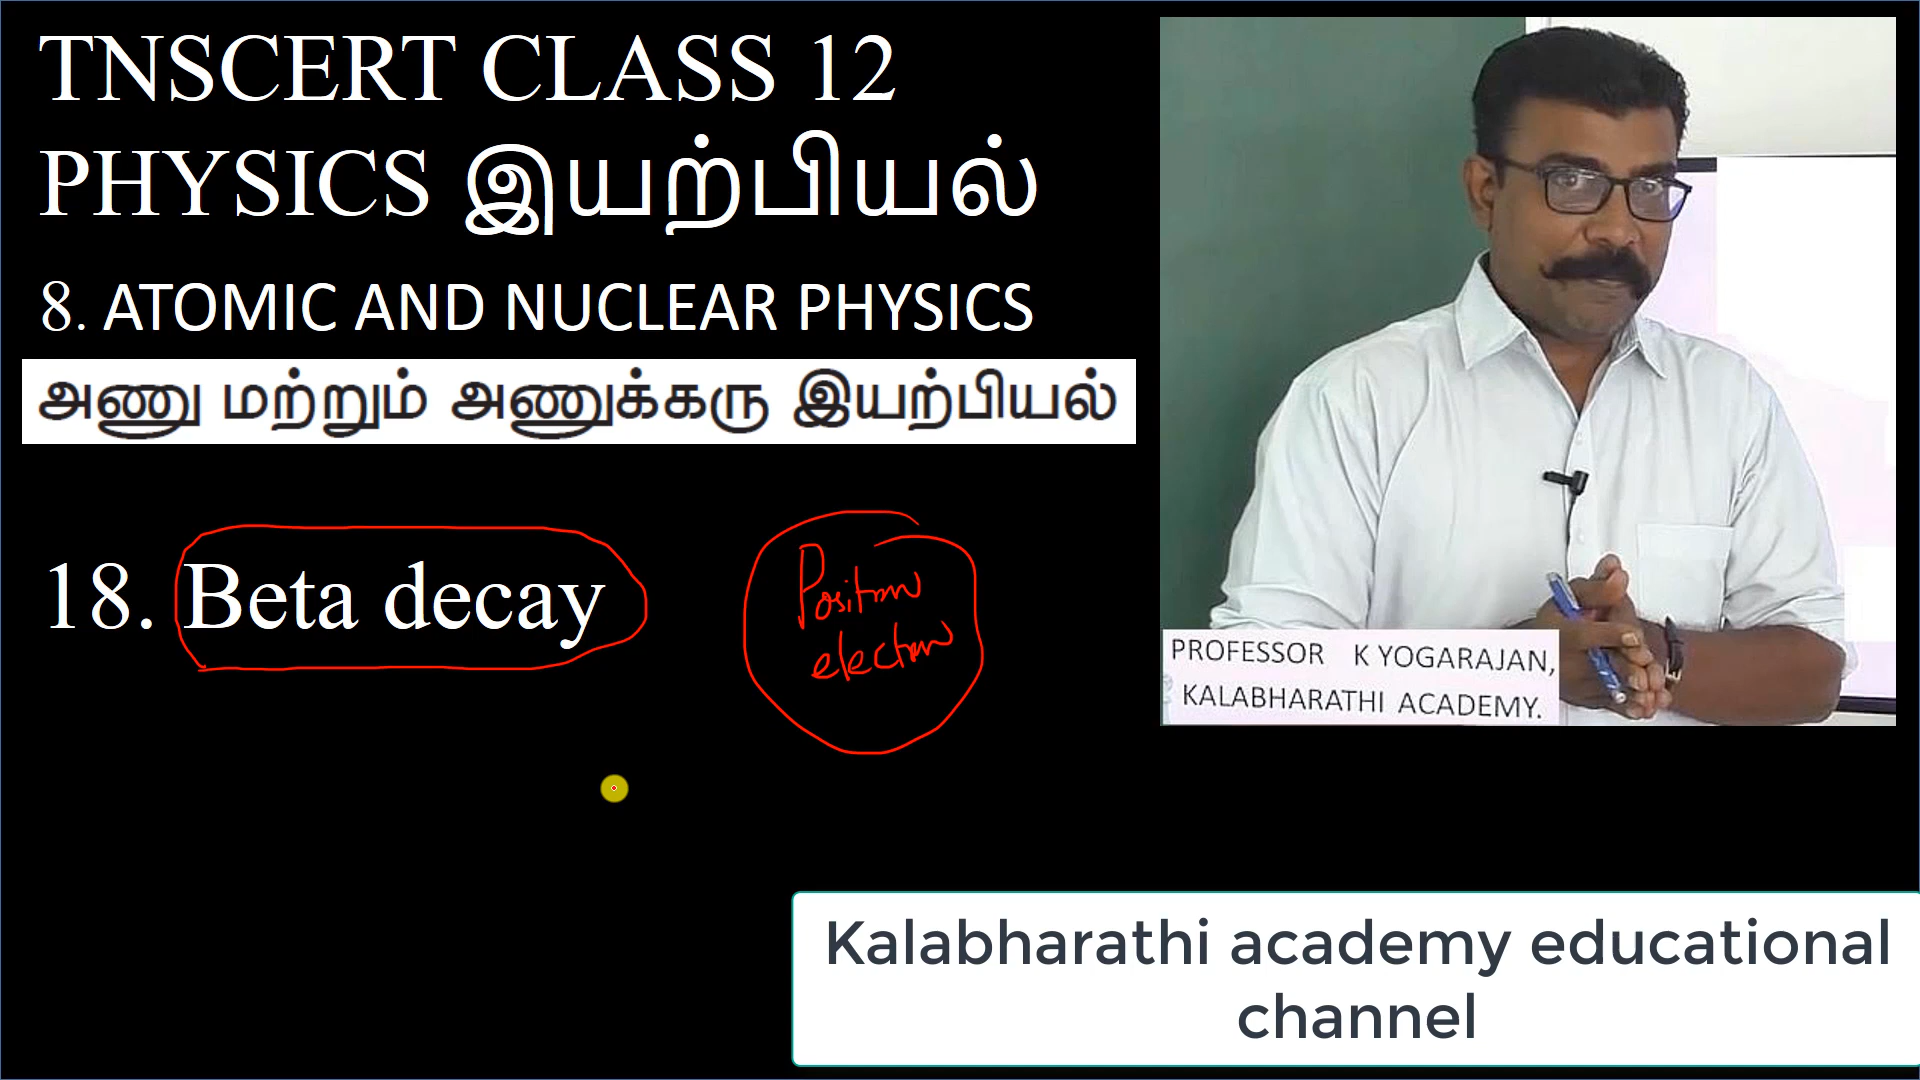 TNSCERT CLASS 12
PHYSICS இயற்பியல்
8. ATOMIC AND NUCLEAR PHYSICS
அணு மற்றும் அணுக்கரு இயற்பியல்
18. Beta decay
Positron
electron
PROFESSOR K YOGARAJAN,
KALABHARATHI ACADEMY.
Kalabharathi academy educational
channel